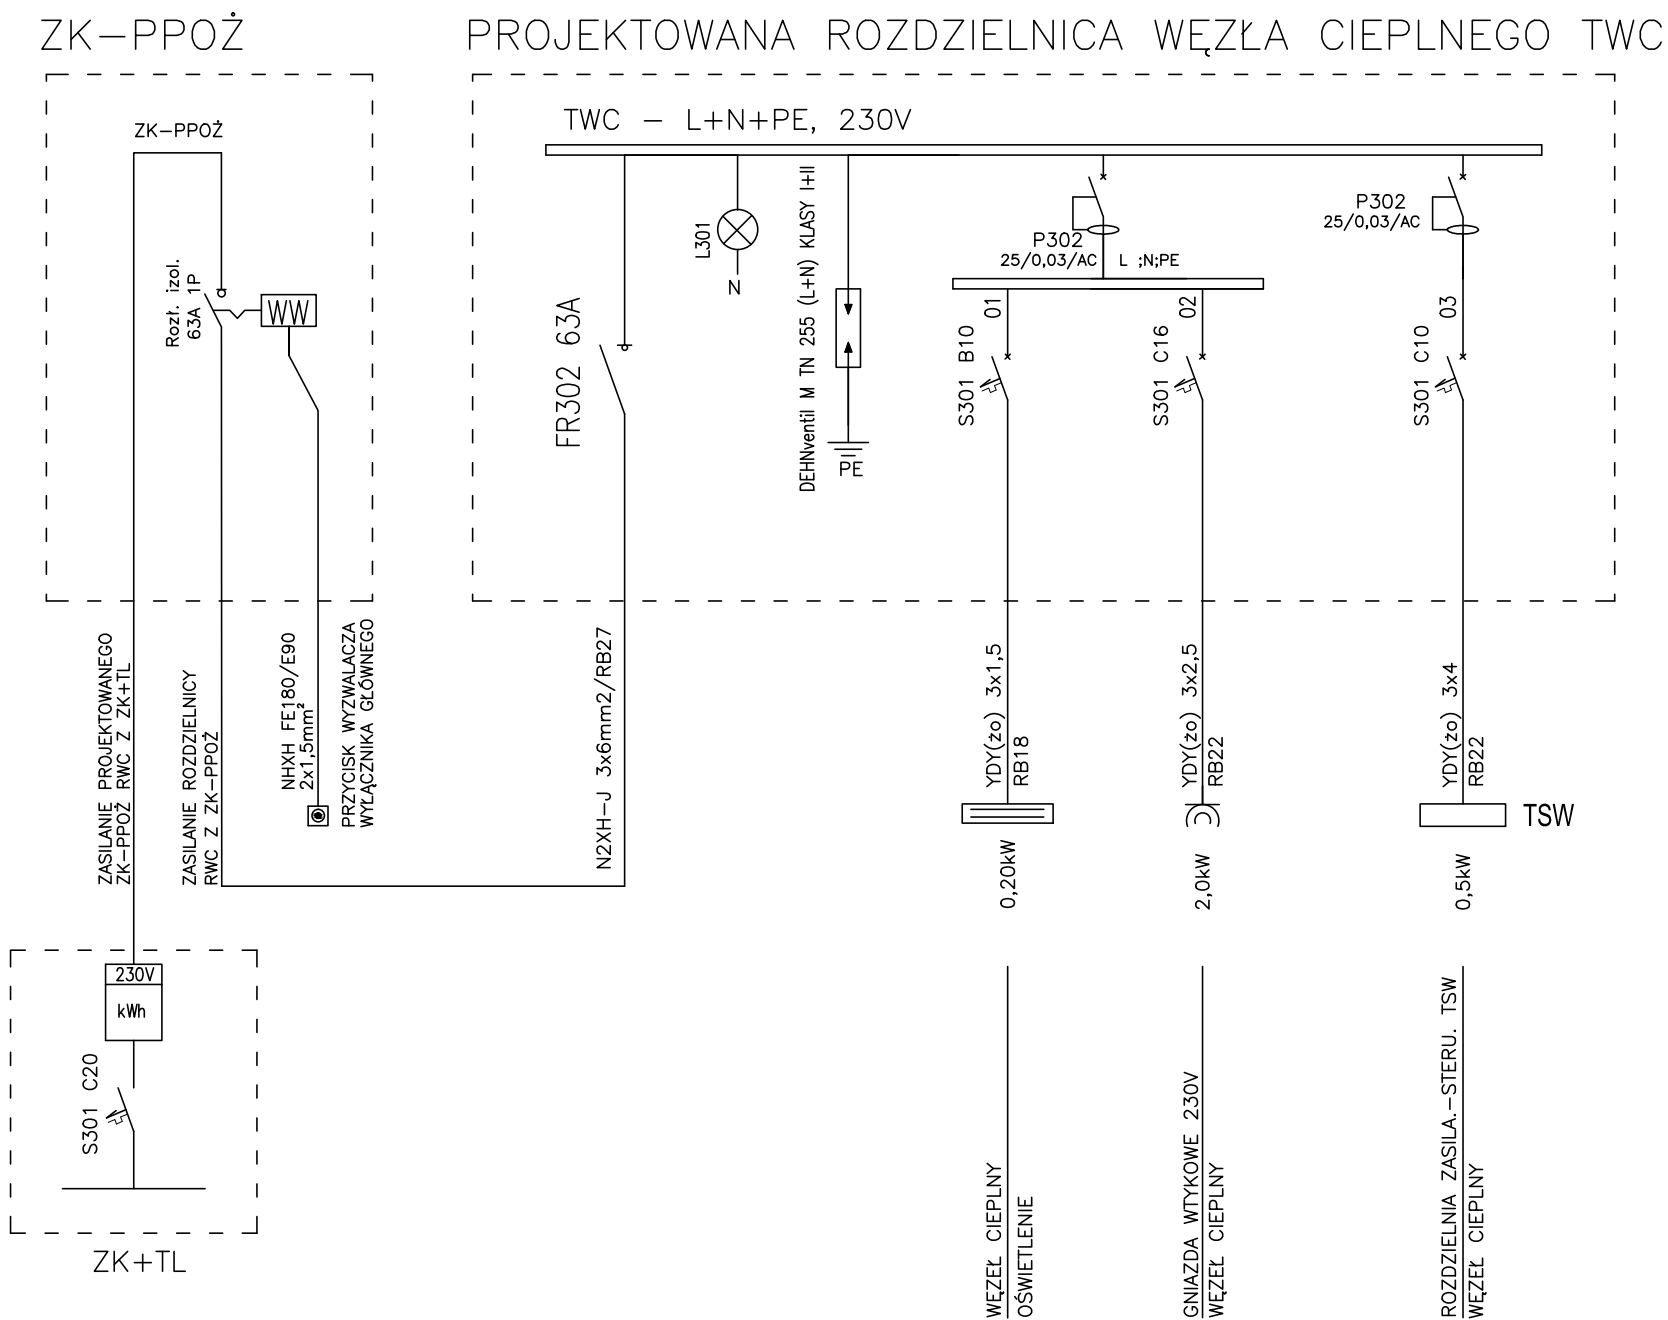 ZK-PPOŻ
PROJEKTOWANA ROZDZIELNICA WĘZŁA CIEPLNEGO TWC
ZK-PPOŻ
Rozł. izol.
63A 1P
WW
ZASILANIE PROJEKTOWANEGO
ZK-PPOŻ RWC Z ZK+TL
ZASILANIE ROZDZIELNICY
RWC Z ZK-PPOŻ
NHXH FE180/E90
2x1,5mm²
PRZYCISK WYZWALACZA
WYŁĄCZNIKA GŁÓWNEGO
230V
kWh
S301 C20
ZK+TL
TWC - L+N+PE, 230V
FR302 63A
N2XH-J 3x6mm2/RB27
L301
N
DEHNventil M TN 255 (L+N) KLASY I+II
PE
P302
25/0,03/AC
L ;N;PE
P302
25/0,03/AC
01
S301 B10
YDY(żo) 3x1,5
RB18
0,20kW
WĘZEŁ CIEPLNY
OŚWIETLENIE
02
S301 C16
YDY(żo) 3x2,5
RB22
2,0kW
GNIAZDA WTYKOWE 230V
WĘZEŁ CIEPLNY
03
S301 C10
YDY(żo) 3x4
RB22
TSW
0,5kW
ROZDZIELNIA ZASILA.-STERU. TSW
WĘZEŁ CIEPLNY